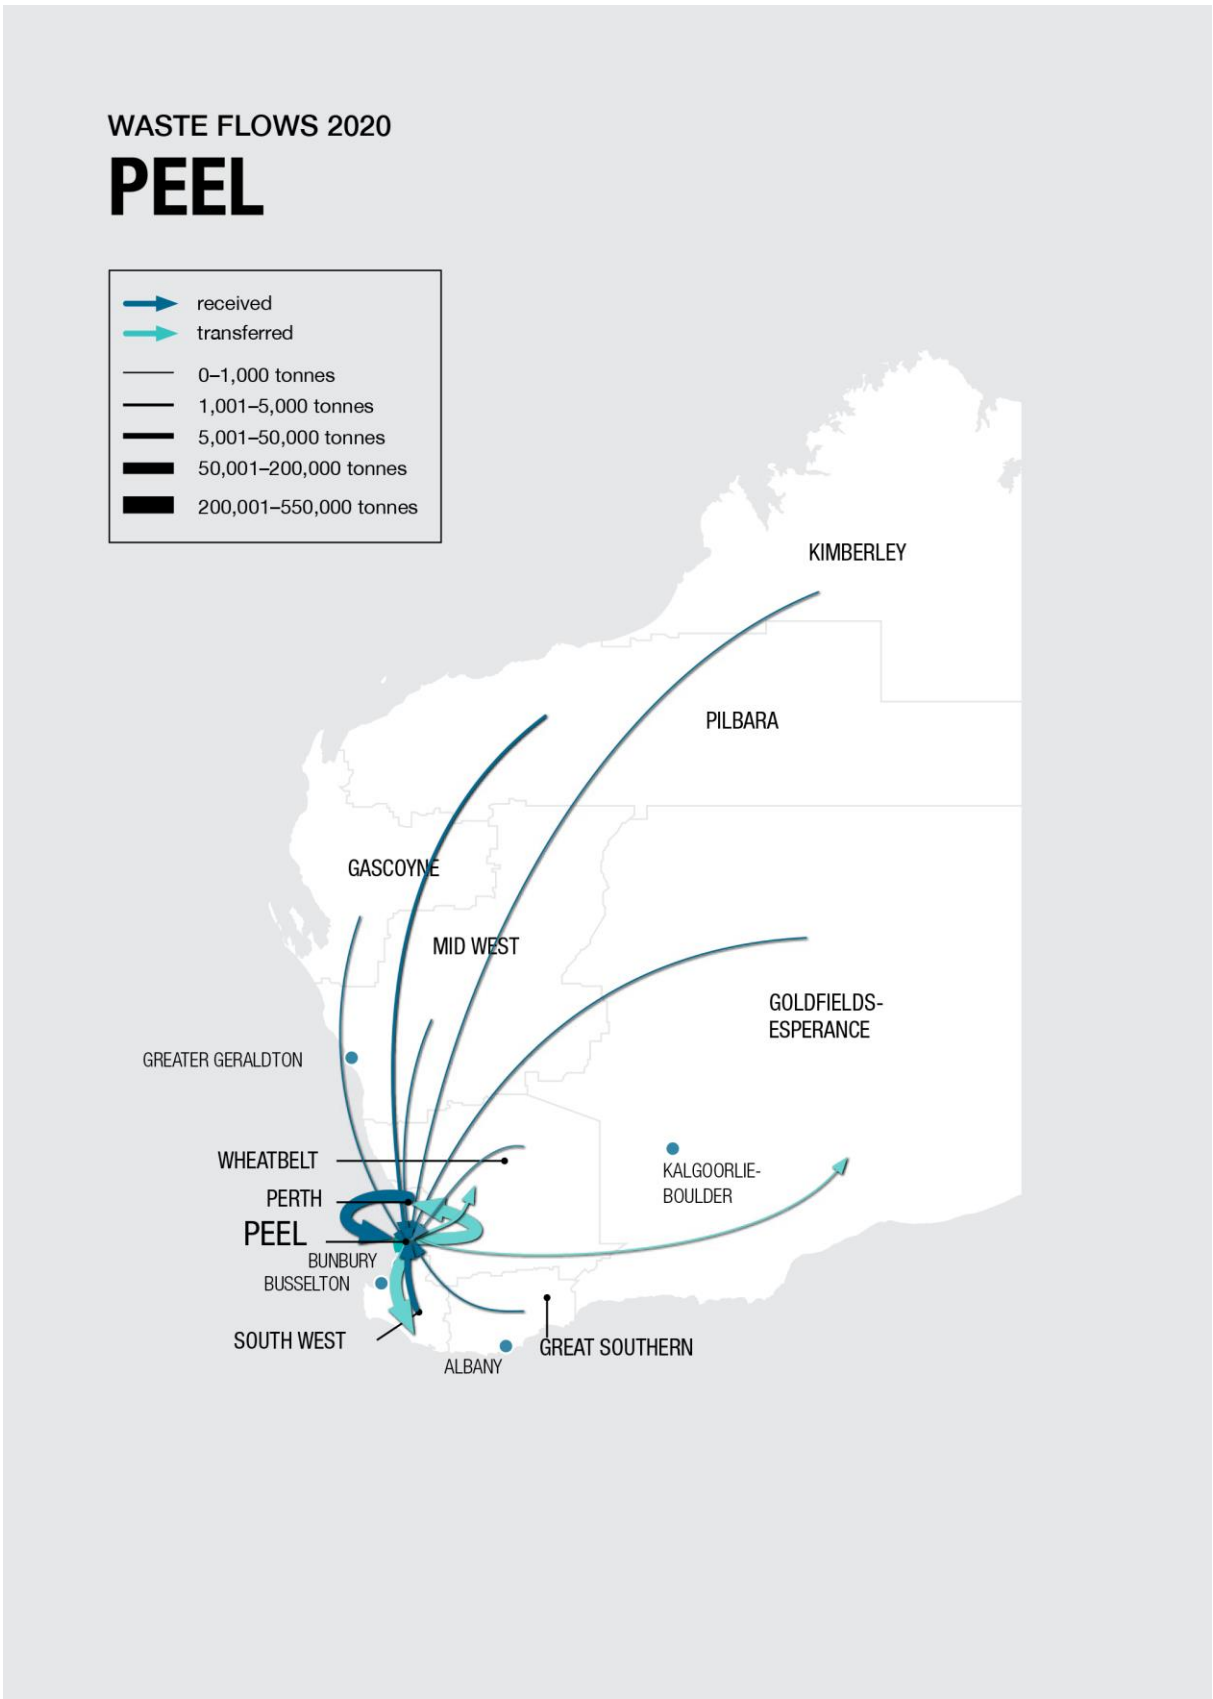 WASTE FLOWS 2020
PEEL
received
transferred
0–1,000 tonnes
1,001–5,000 tonnes
5,001–50,000 tonnes
50,001–200,000 tonnes
200,001–550,000 tonnes
KIMBERLEY
PILBARA
GASCOYNE
MID WEST
GOLDFIELDS-
ESPERANCE
GREATER GERALDTON
WHEATBELT
KALGOORLIE-
BOULDER
PERTH
PEEL
BUNBURY
BUSSELTON
SOUTH WEST
GREAT SOUTHERN
ALBANY